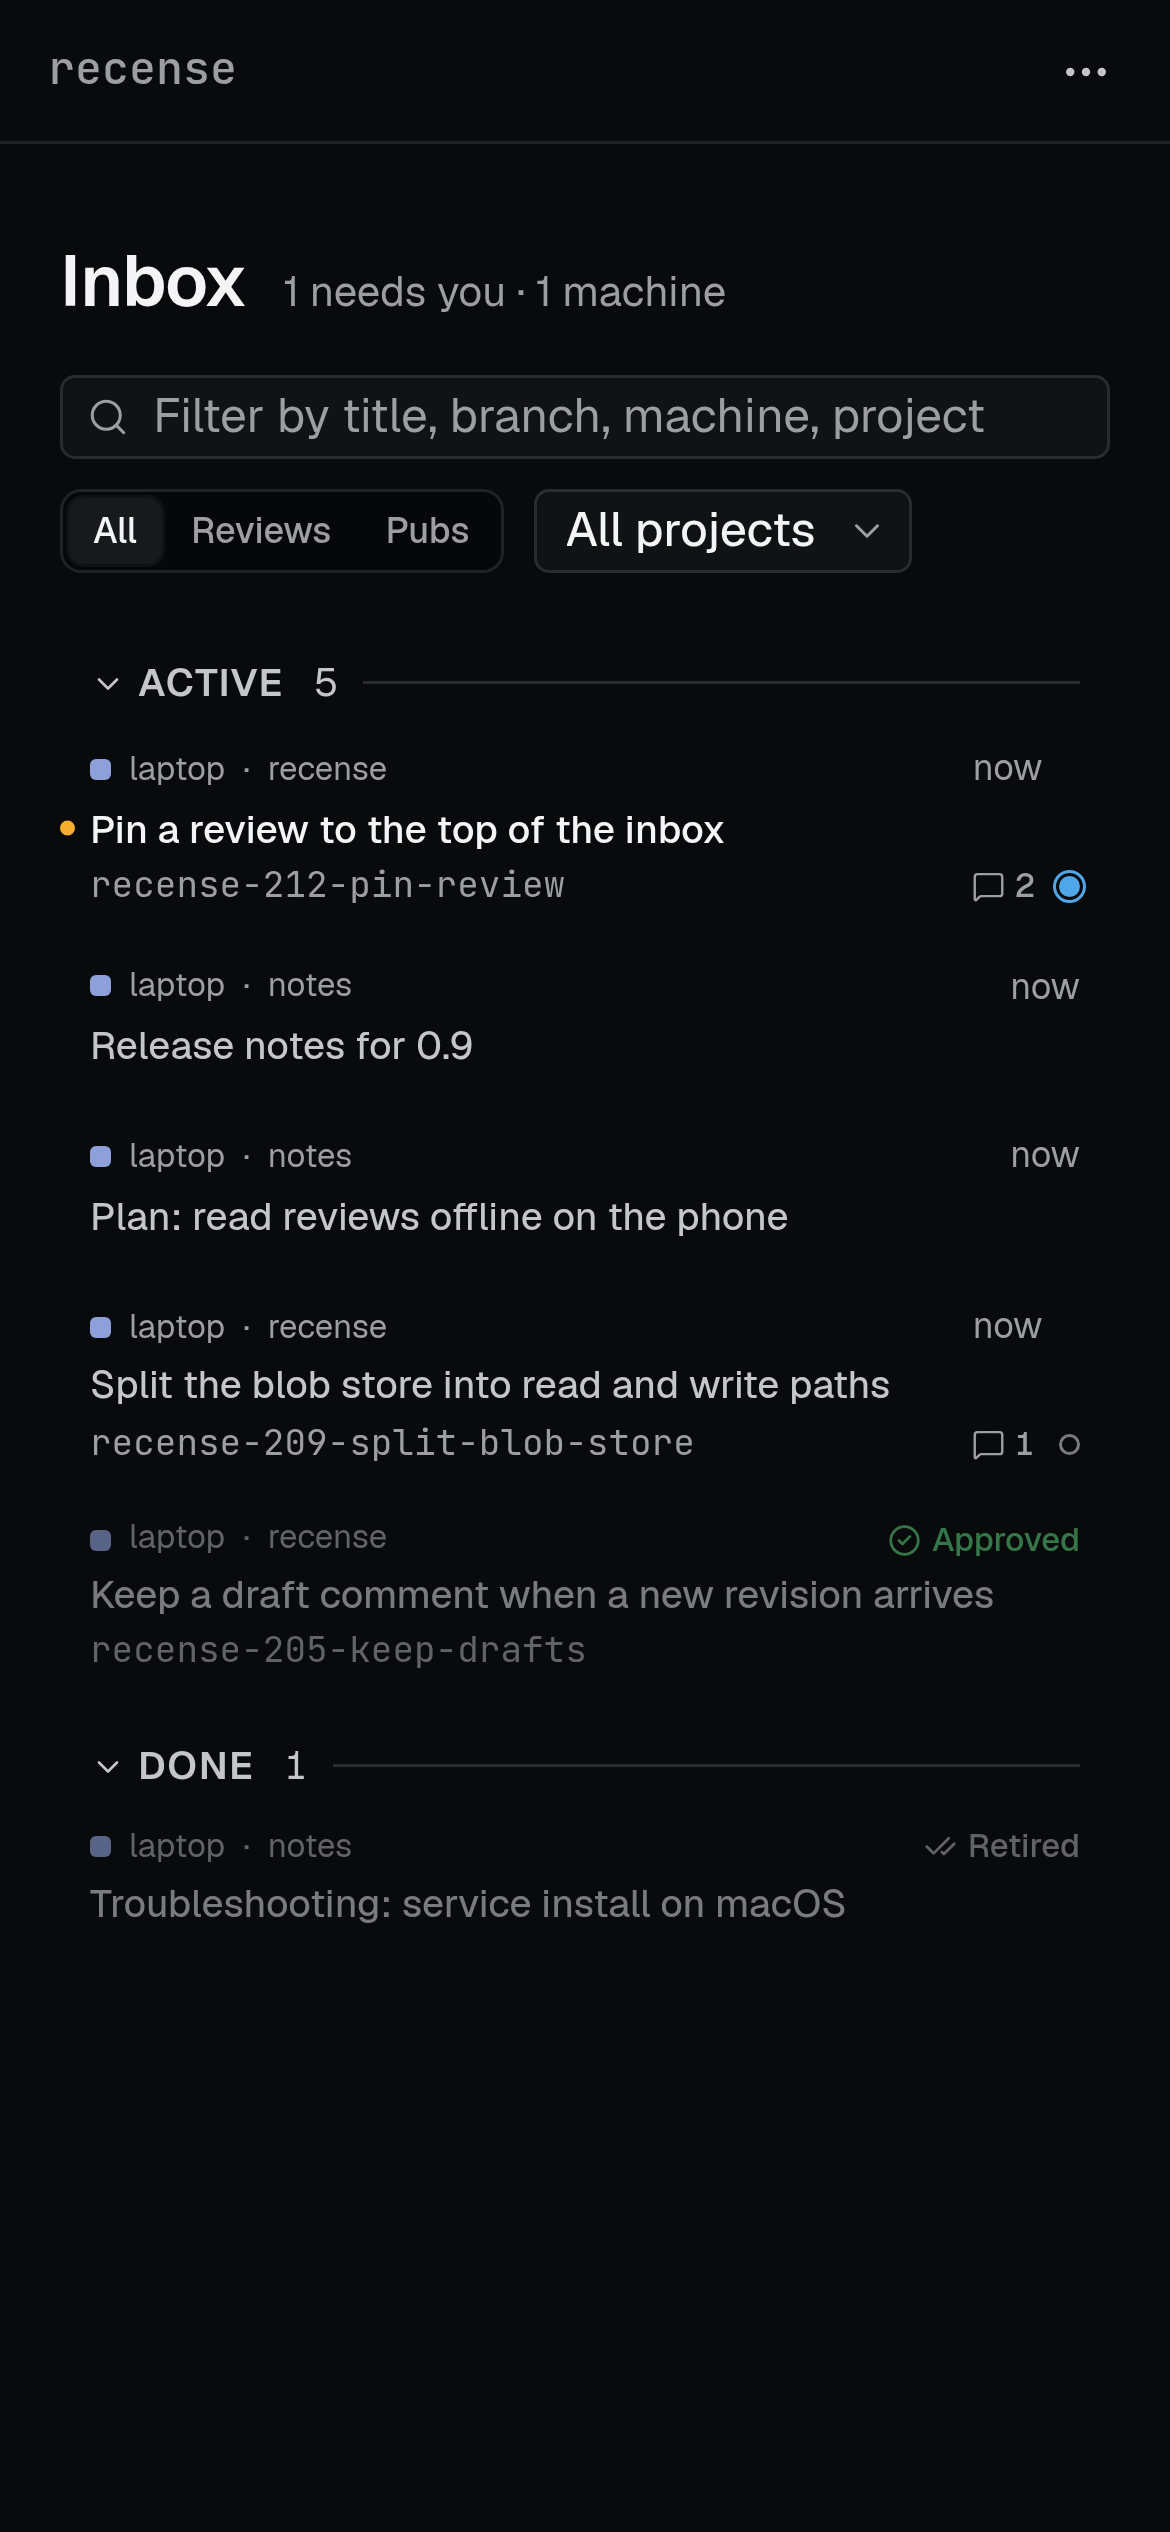 recense
Inbox 1 needs you · 1 machine
Filter by title, branch, machine, project
All Reviews Pubs All projects
ACTIVE 5
laptop · recense now
Pin a review to the top of the inbox
recense-212-pin-review 2
laptop · notes now
Release notes for 0.9
laptop · notes now
Plan: read reviews offline on the phone
laptop · recense now
Split the blob store into read and write paths
recense-209-split-blob-store 1
laptop · recense Approved
Keep a draft comment when a new revision arrives
recense-205-keep-drafts
DONE 1
laptop · notes Retired
Troubleshooting: service install on macOS